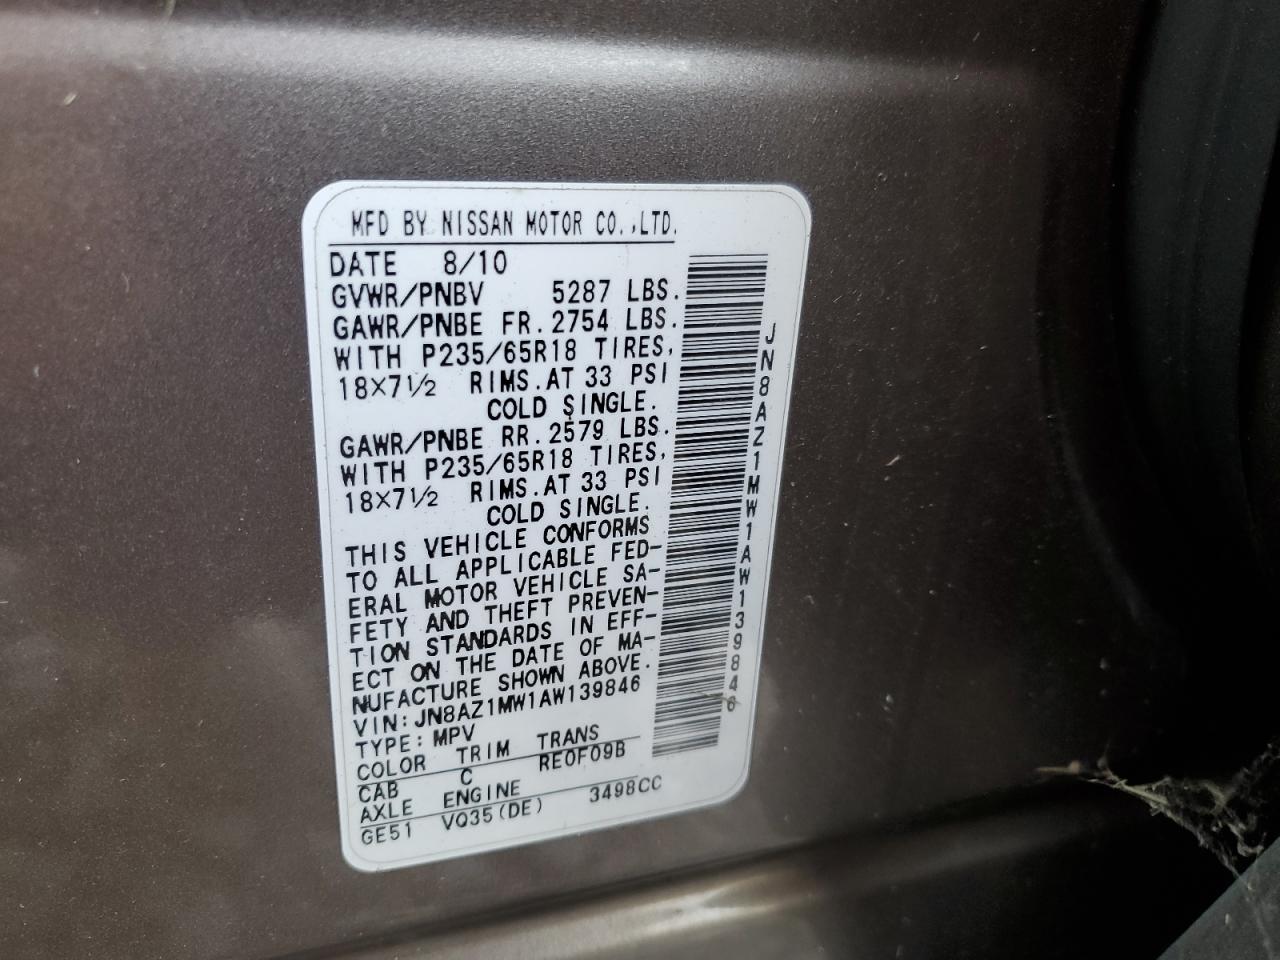 MFD BY NISSAN MOTOR CO.,LTD.
DATE 8/10
GVWR/PNBV 5287 LBS.
GAWR/PNBE FR. 2754 LBS.
WITH P235/65R18 TIRES,
18×7½ RIMS.AT 33 PSI
COLD SINGLE.
GAWR/PNBE RR. 2579 LBS.
WITH P235/65R18 TIRES,
18×7½ RIMS.AT 33 PSI
COLD SINGLE.
THIS VEHICLE CONFORMS
TO ALL APPLICABLE FED-
ERAL MOTOR VEHICLE SA-
FETY AND THEFT PREVEN-
TION STANDARDS IN EFF-
ECT ON THE DATE OF MA-
NUFACTURE SHOWN ABOVE.
VIN:JN8AZ1MW1AW139846
TYPE:MPV
COLOR TRIM TRANS
CAB C RE0F09B
AXLE ENGINE
GE51 VQ35(DE) 3498CC
JN8AZ1MW1AW139846